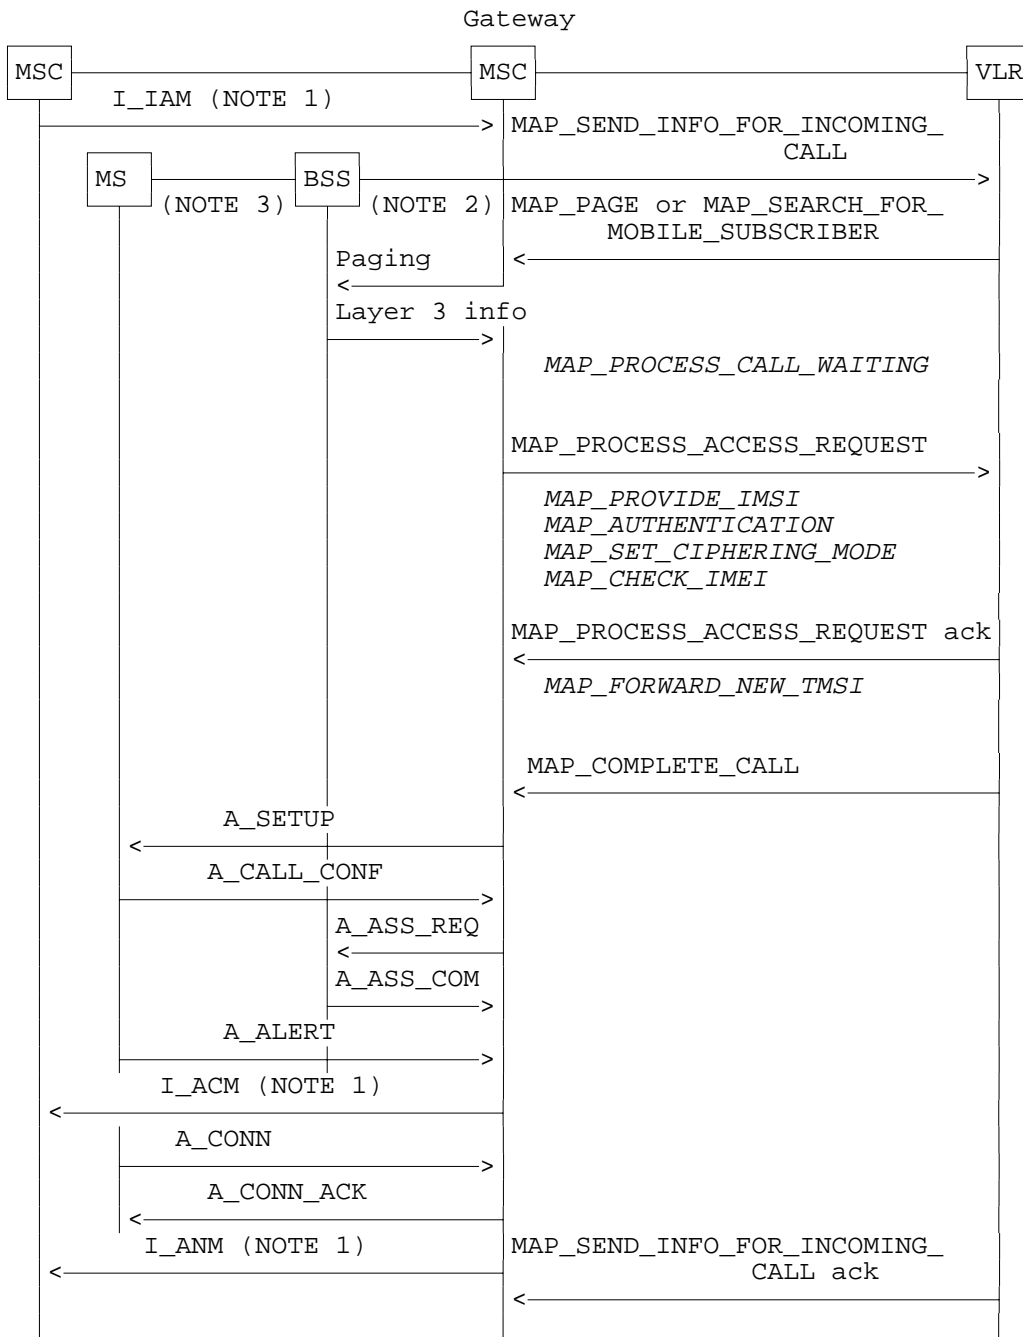 Gateway
MSC MSC VLR
I_IAM (NOTE 1)
MAP_SEND_INFO_FOR_INCOMING_
CALL
MS BSS
(NOTE 3) (NOTE 2) MAP_PAGE or MAP_SEARCH_FOR_
MOBILE_SUBSCRIBER
Paging
Layer 3 info
MAP_PROCESS_CALL_WAITING
MAP_PROCESS_ACCESS_REQUEST
MAP_PROVIDE_IMSI
MAP_AUTHENTICATION
MAP_SET_CIPHERING_MODE
MAP_CHECK_IMEI
MAP_PROCESS_ACCESS_REQUEST ack
MAP_FORWARD_NEW_TMSI
MAP_COMPLETE_CALL
A_SETUP
A_CALL_CONF
A_ASS_REQ
A_ASS_COM
A_ALERT
I_ACM (NOTE 1)
A_CONN
A_CONN_ACK
I_ANM (NOTE 1) MAP_SEND_INFO_FOR_INCOMING_
CALL ack